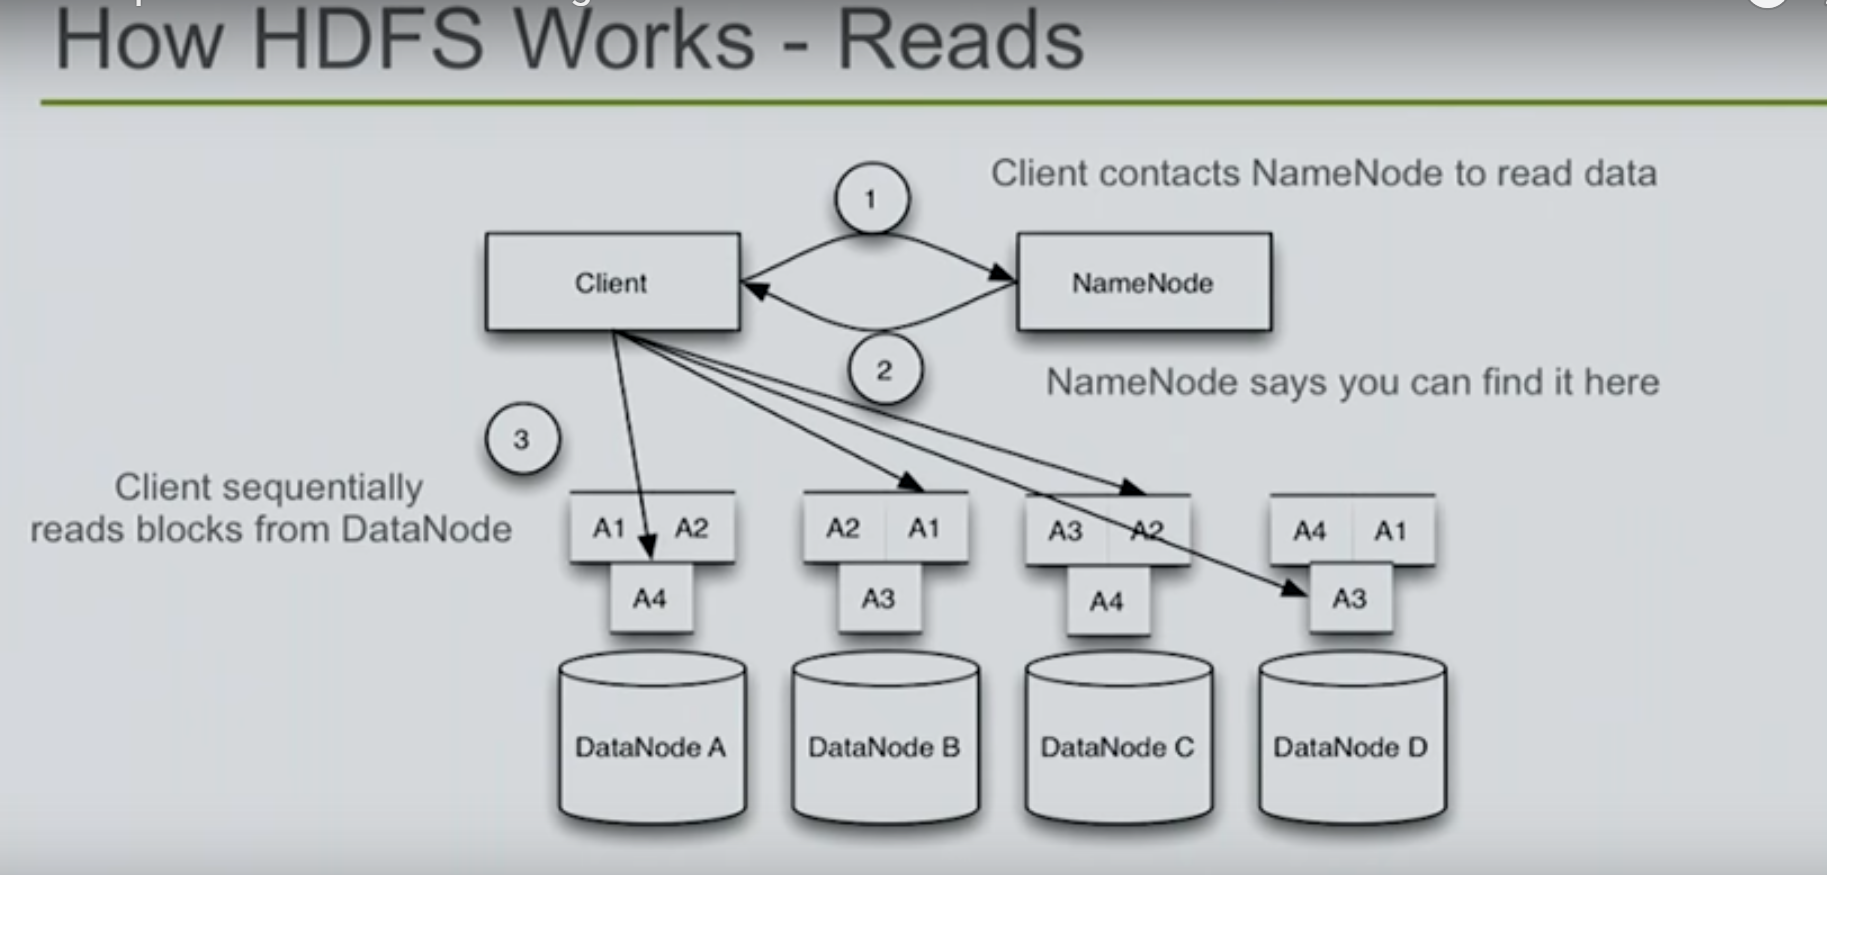 How HDFS Works - Reads
1
Client contacts NameNode to read data
Client
NameNode
2
NameNode says you can find it here
3
Client sequentially
reads blocks from DataNode
A1 A2
A2 A1
A3 A2
A4 A1
A4
A3
A4
A3
DataNode A
DataNode B
DataNode C
DataNode D